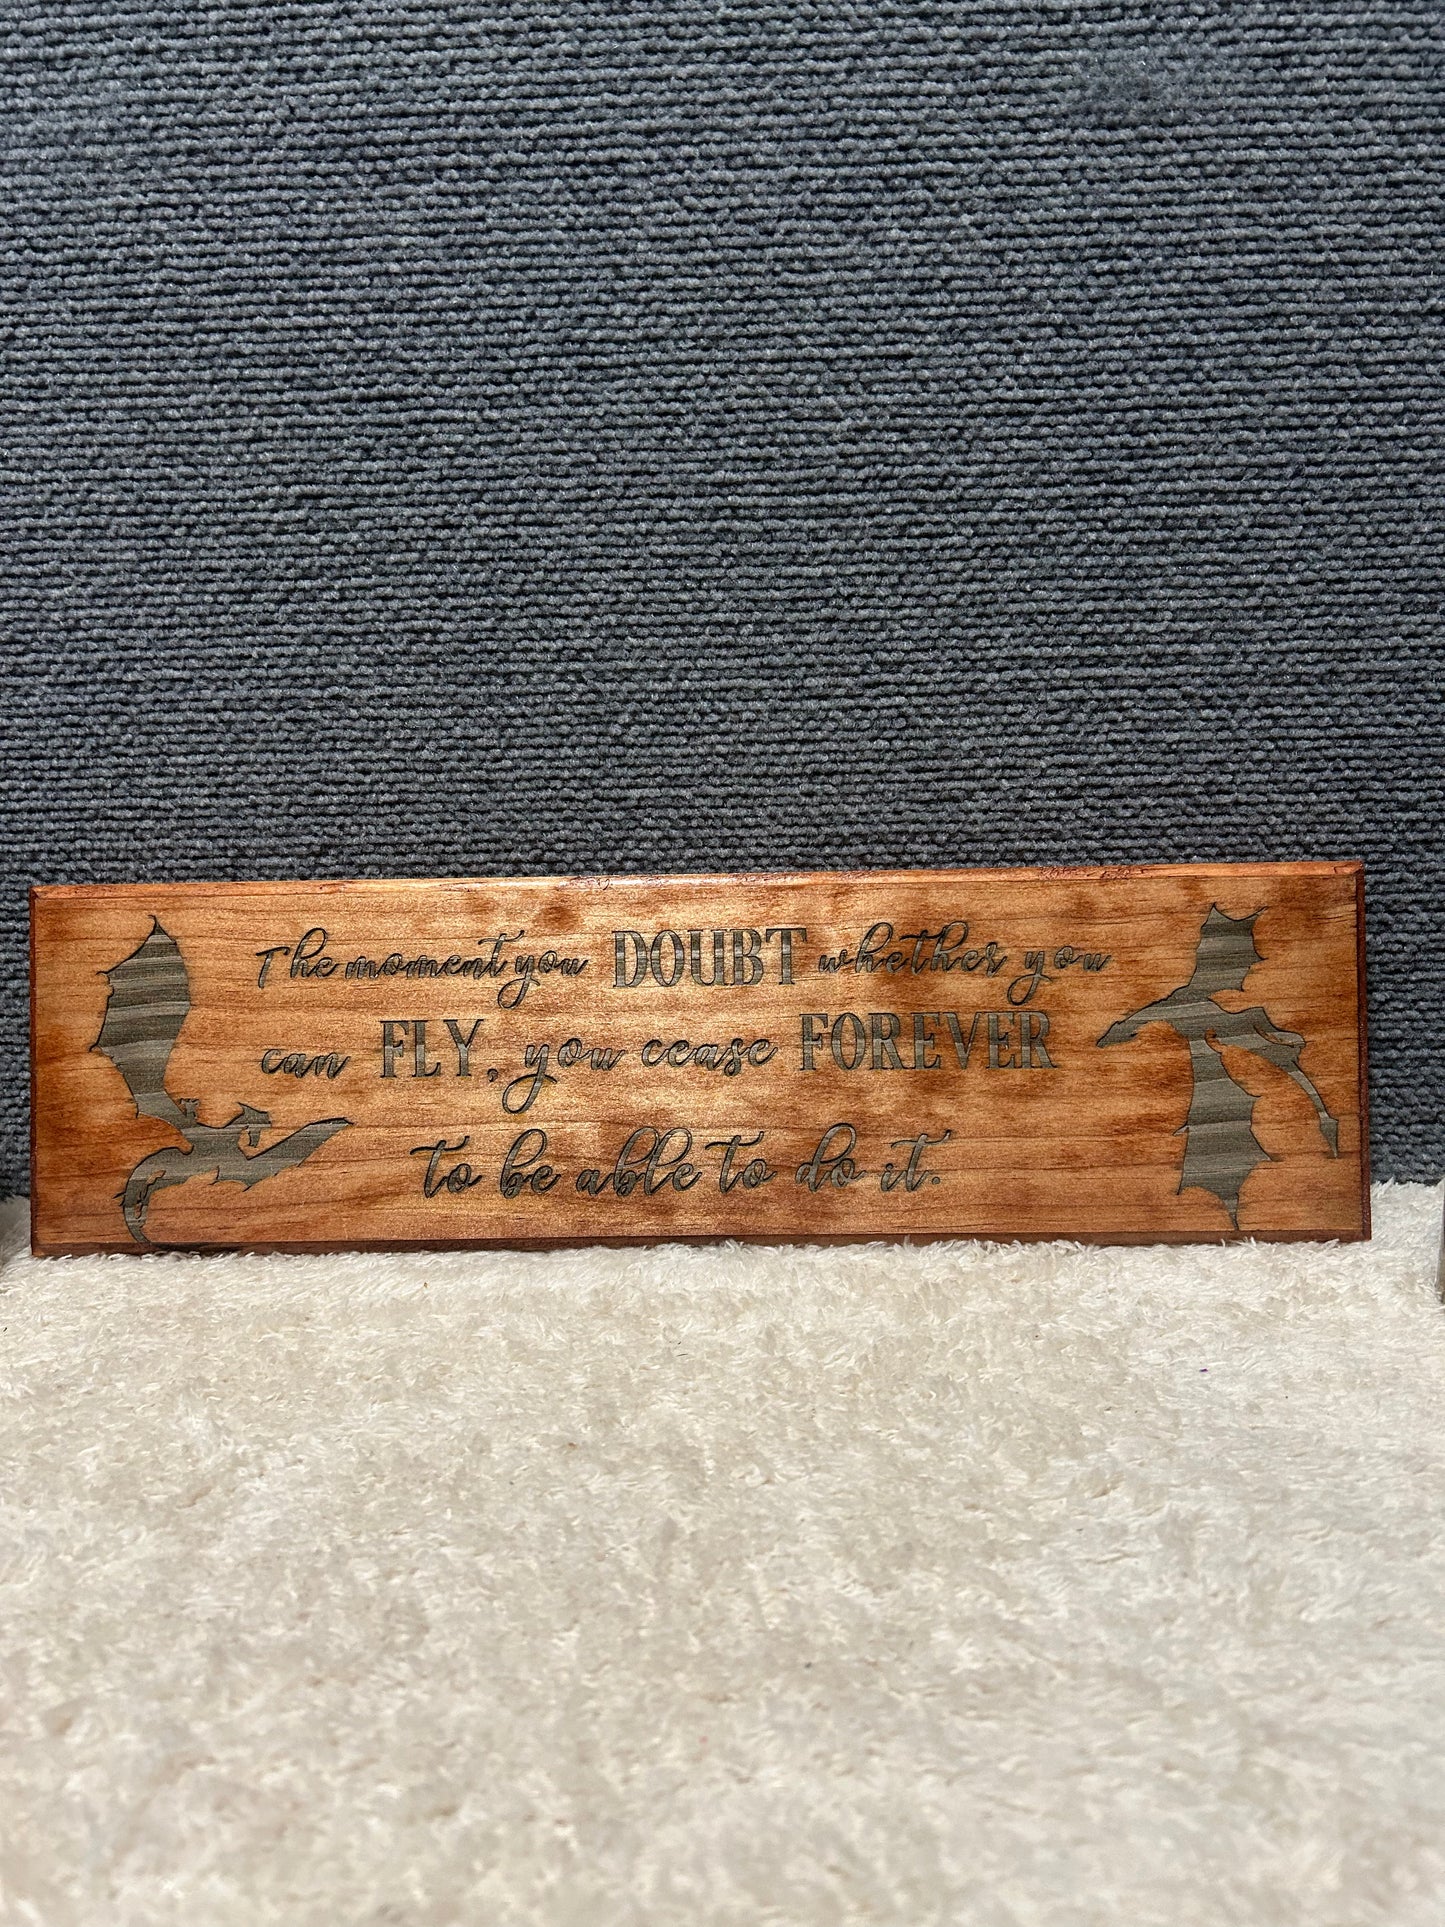 The moment you DOUBT whether you
can FLY, you cease FOREVER
to be able to do it.